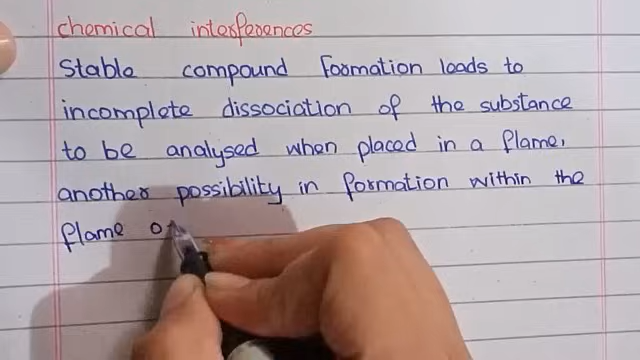 chemical interferences
Stable compound Formation leads to
incomplete dissociation of the substance
to be analysed when placed in a flame,
another possibility in formation within the
flame of